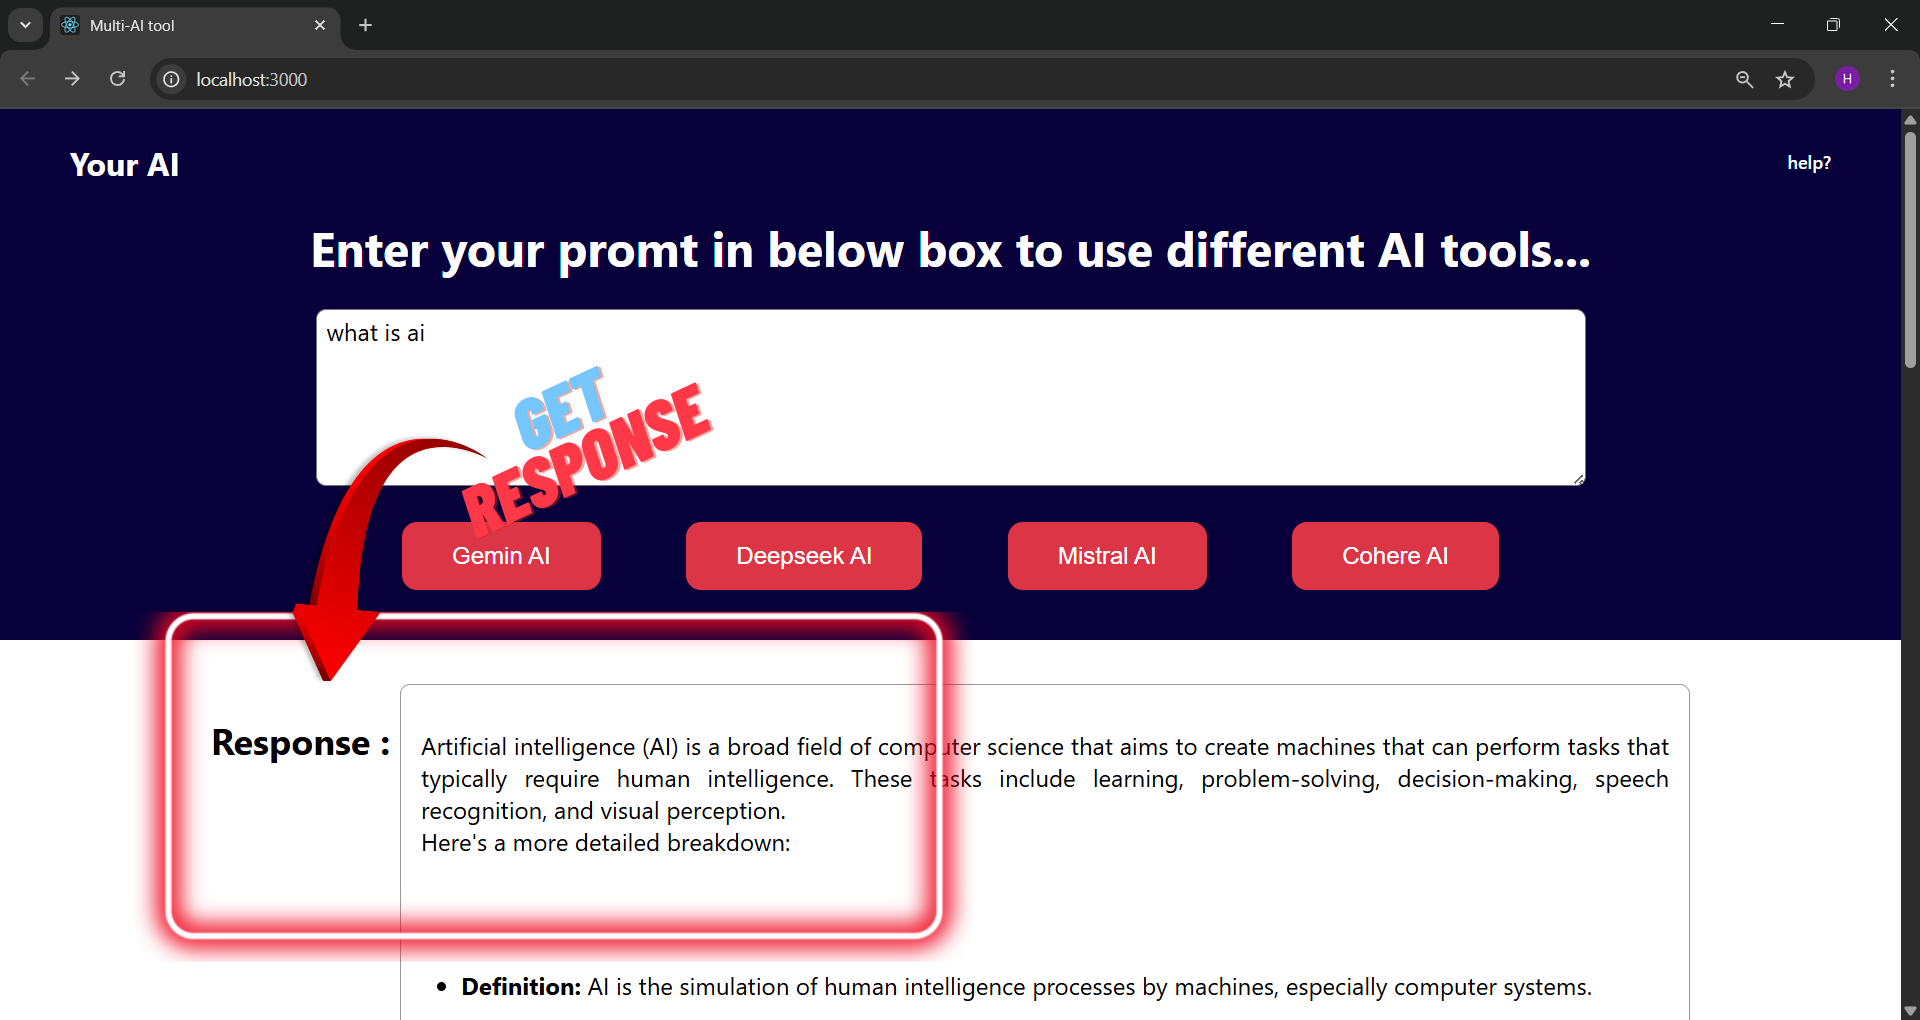 Multi-AI tool
localhost:3000
H
Your AI
help?
Enter your promt in below box to use different AI tools...
what is ai
GET
RESPONSE
Gemin AI
Deepseek AI
Mistral AI
Cohere AI
Response :
Artificial intelligence (AI) is a broad field of computer science that aims to create machines that can perform tasks that
typically require human intelligence. These tasks include learning, problem-solving, decision-making, speech
recognition, and visual perception.
Here's a more detailed breakdown:
• Definition: AI is the simulation of human intelligence processes by machines, especially computer systems.